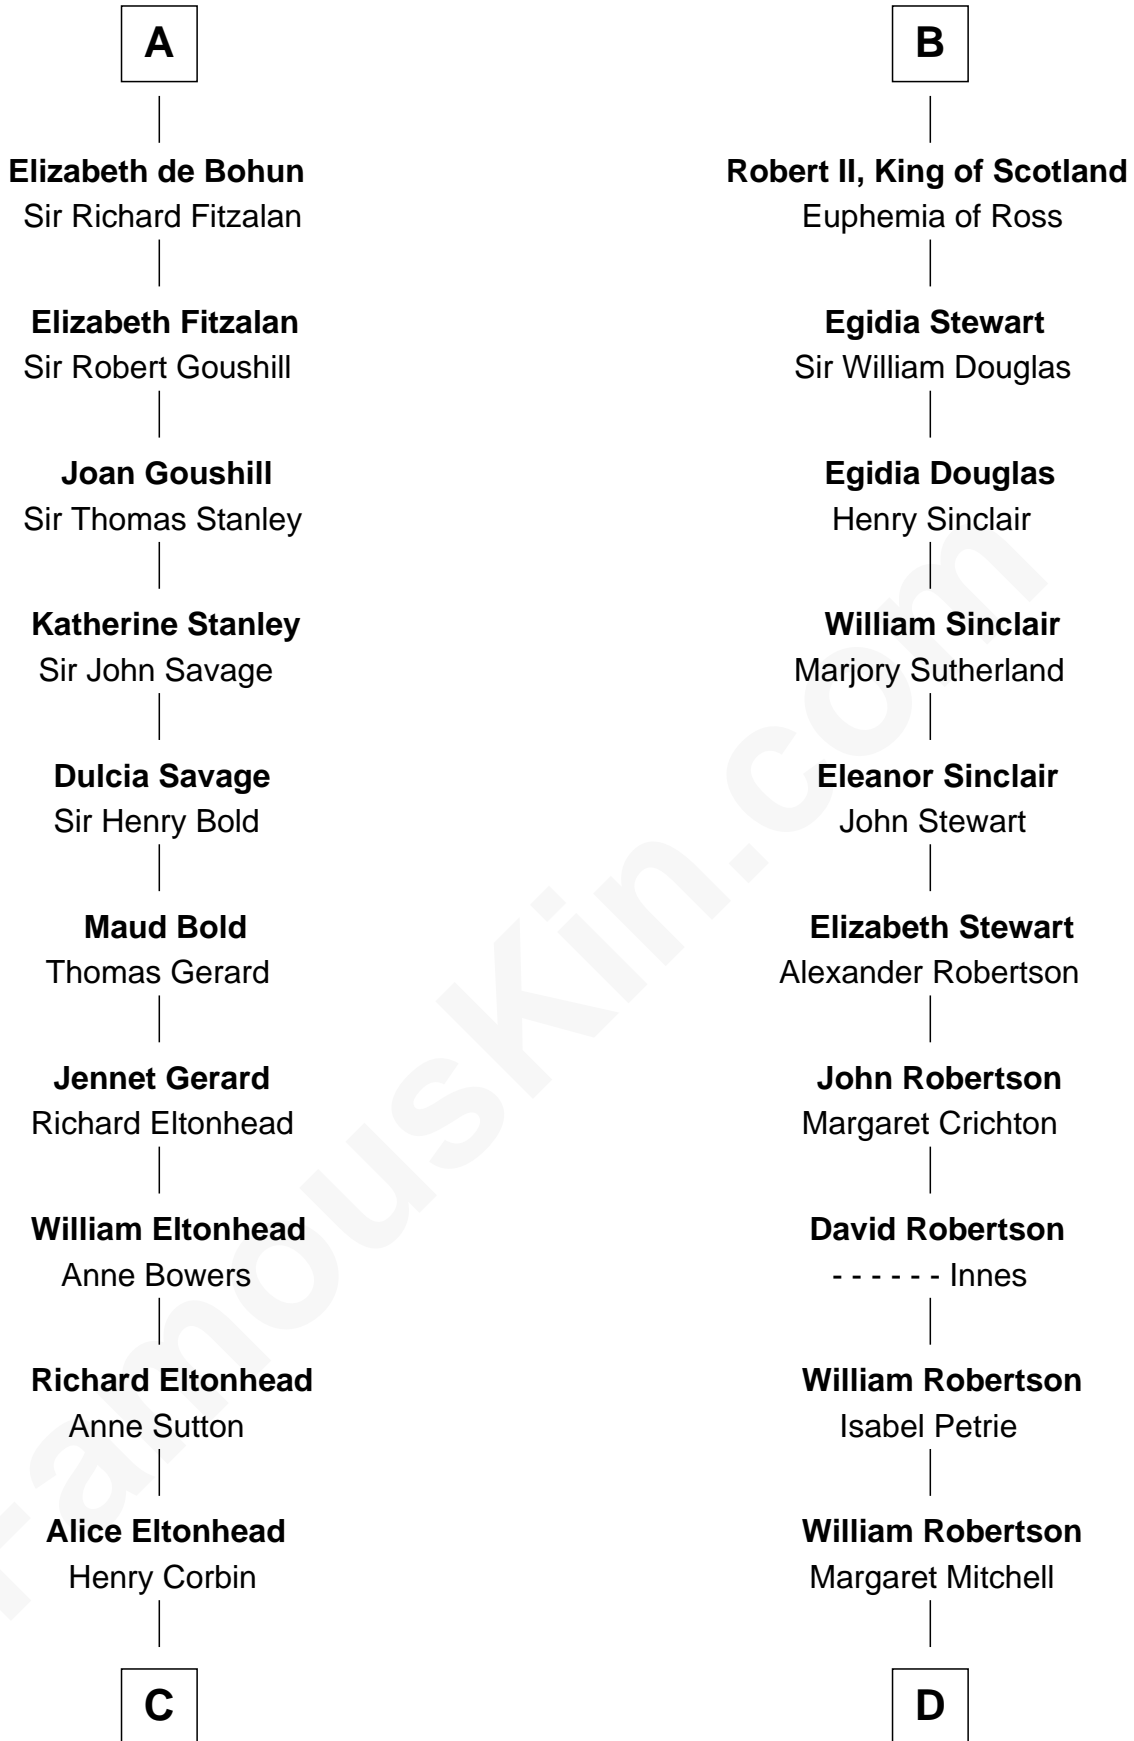 A
Elizabeth de Bohun
Sir Richard Fitzalan
Elizabeth Fitzalan
Sir Robert Goushill
Joan Goushill
Sir Thomas Stanley
Katherine Stanley
Sir John Savage
Dulcia Savage
Sir Henry Bold
Maud Bold
Thomas Gerard
Jennet Gerard
Richard Eltonhead
William Eltonhead
Anne Bowers
Richard Eltonhead
Anne Sutton
Alice Eltonhead
Henry Corbin
C
B
Robert II, King of Scotland
Euphemia of Ross
Egidia Stewart
Sir William Douglas
Egidia Douglas
Henry Sinclair
William Sinclair
Marjory Sutherland
Eleanor Sinclair
John Stewart
Elizabeth Stewart
Alexander Robertson
John Robertson
Margaret Crichton
David Robertson
- - - - - - Innes
William Robertson
Isabel Petrie
William Robertson
Margaret Mitchell
D
FamousKin.com